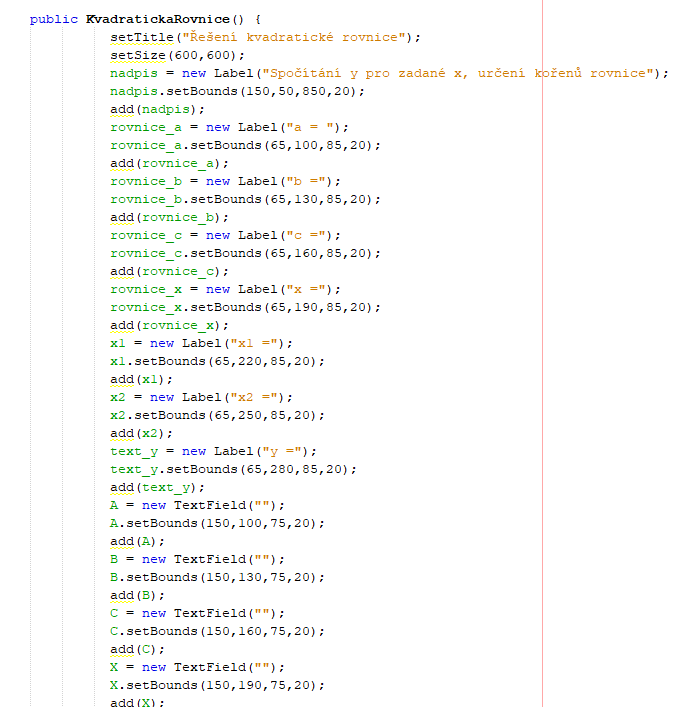 public KvadratickaRovnice() {
setTitle("Řešení kvadratické rovnice");
setSize(600,600);
nadpis = new Label("Spočítání y pro zadané x, určení kořenů rovnice");
nadpis.setBounds(150,50,850,20);
add(nadpis);
rovnice_a = new Label("a = ");
rovnice_a.setBounds(65,100,85,20);
add(rovnice_a);
rovnice_b = new Label("b =");
rovnice_b.setBounds(65,130,85,20);
add(rovnice_b);
rovnice_c = new Label("c =");
rovnice_c.setBounds(65,160,85,20);
add(rovnice_c);
rovnice_x = new Label("x =");
rovnice_x.setBounds(65,190,85,20);
add(rovnice_x);
x1 = new Label("x1 =");
x1.setBounds(65,220,85,20);
add(x1);
x2 = new Label("x2 =");
x2.setBounds(65,250,85,20);
add(x2);
text_y = new Label("y =");
text_y.setBounds(65,280,85,20);
add(text_y);
A = new TextField("");
A.setBounds(150,100,75,20);
add(A);
B = new TextField("");
B.setBounds(150,130,75,20);
add(B);
C = new TextField("");
C.setBounds(150,160,75,20);
add(C);
X = new TextField("");
X.setBounds(150,190,75,20);
add(X);